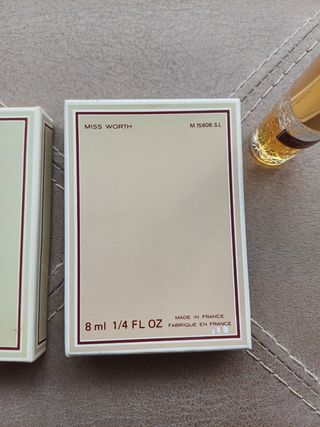 MISS WORTH M.15608.S.L
8 ml 1/4 FL OZ
MADE IN FRANCE
FABRIQUE EN FRANCE